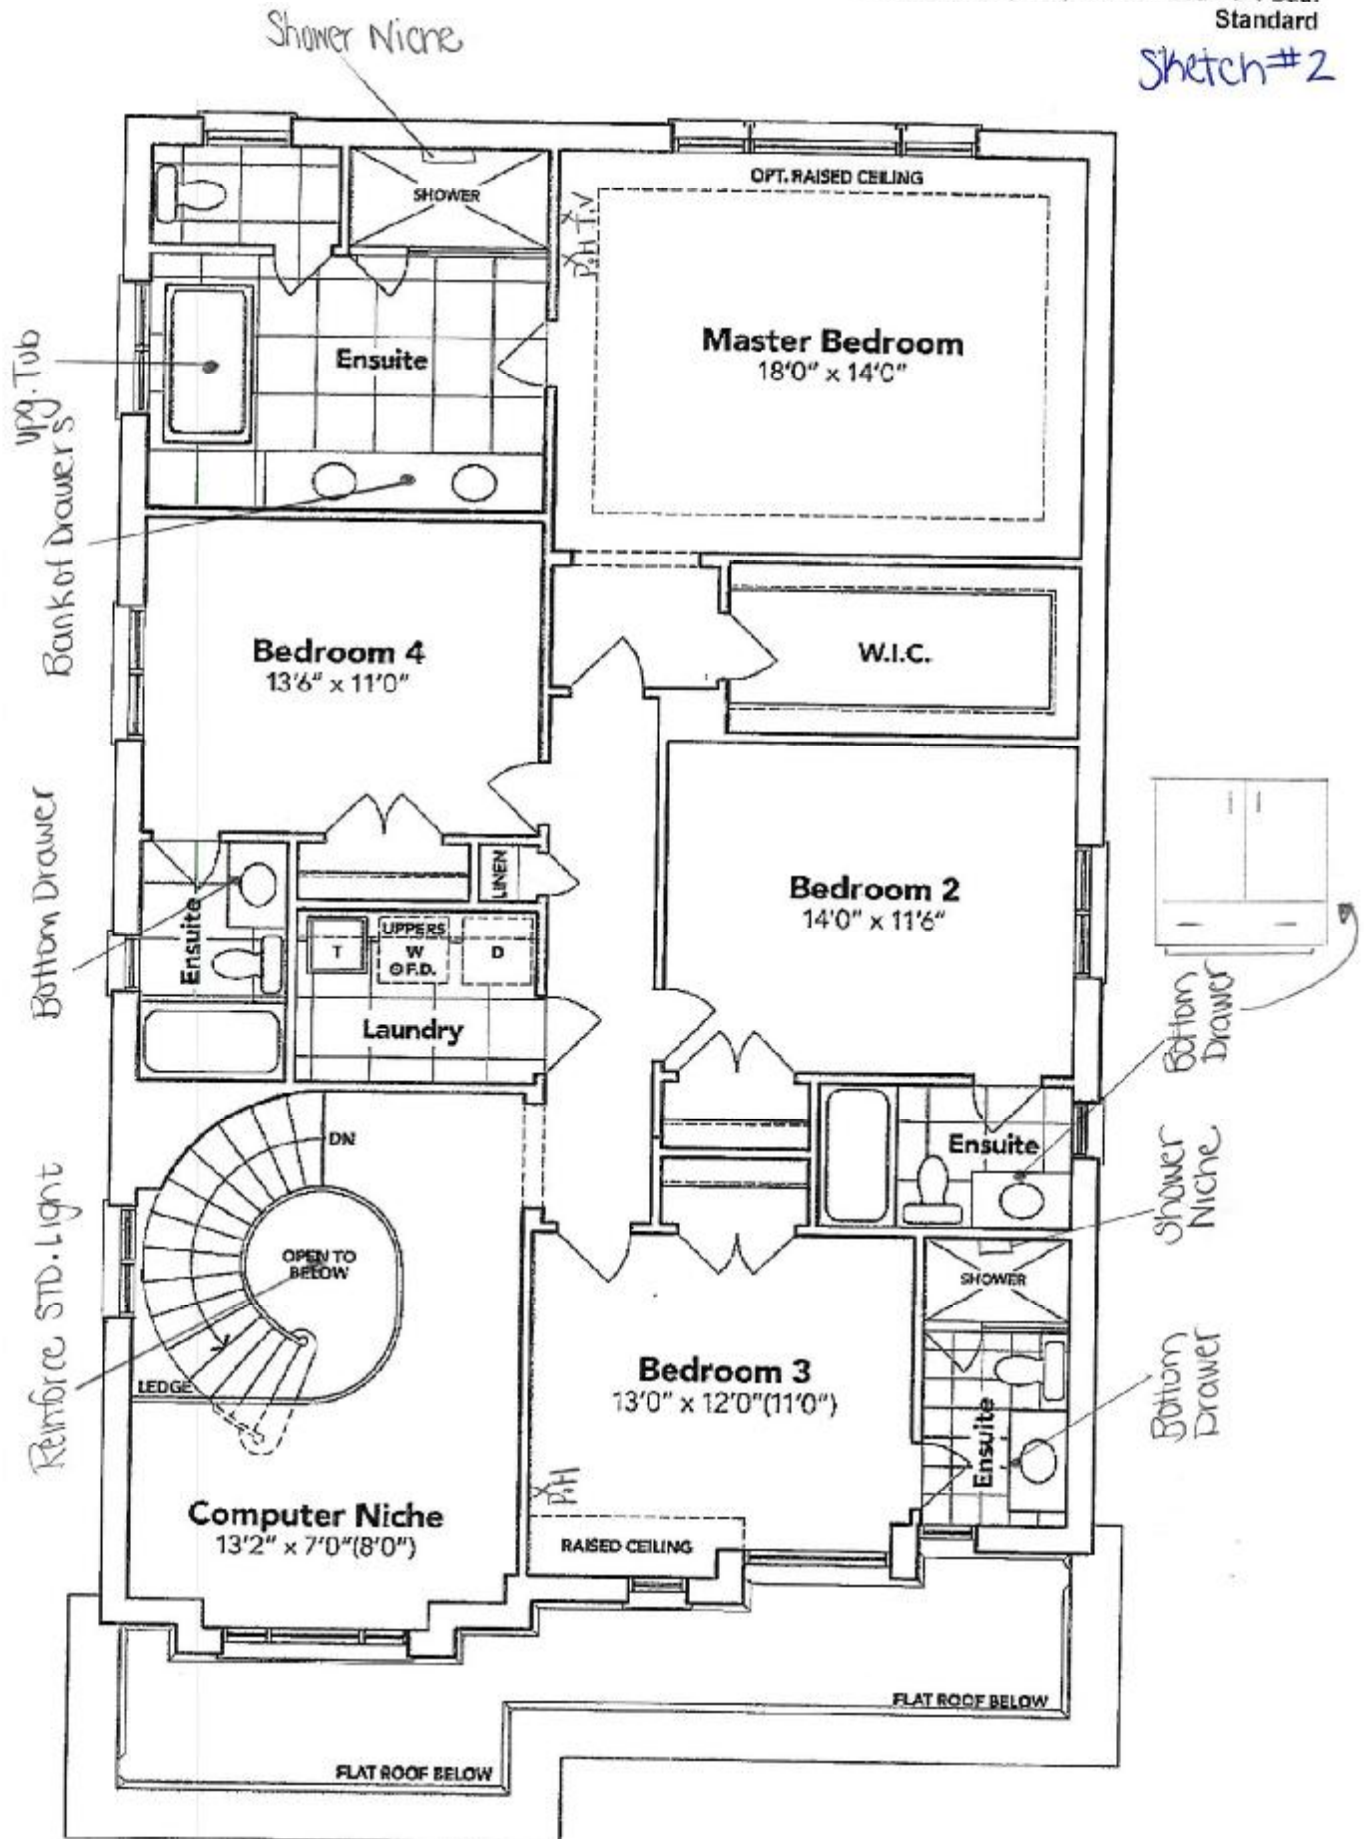 Standard
Sketch#2
Shower Niche
SHOWER
OPT. RAISED CEILING
T.V
P.H
Master Bedroom
18'0" x 14'0"
Ensuite
Upg. Tub
Bank of Drawers
Bedroom 4
13'6" x 11'0"
W.I.C.
Bottom Drawer
LINEN
Bedroom 2
14'0" x 11'6"
Ensuite
UPPERS
T
W
D
F.D.
Laundry
Bottom
Drawer
DN
Ensuite
Shower
Niche
Reinforce STD. Light
OPEN TO
BELOW
SHOWER
LEDGE
Bedroom 3
13'0" x 12'0"(11'0")
Bottom
Drawer
Ensuite
P.H
Computer Niche
13'2" x 7'0"(8'0")
RAISED CEILING
FLAT ROOF BELOW
FLAT ROOF BELOW